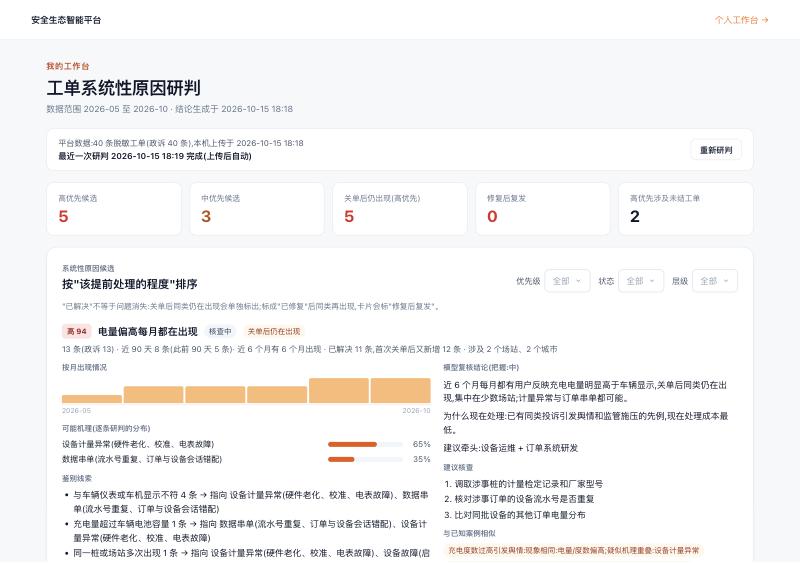 安全生态智能平台
个人工作台 →
我的工作台
工单系统性原因研判
数据范围 2026-05 至 2026-10 · 结论生成于 2026-10-15 18:18
平台数据:40 条脱敏工单(政诉 40 条),本机上传于 2026-10-15 18:18
最近一次研判 2026-10-15 18:19 完成(上传后自动)
重新研判
高优先候选
5
中优先候选
3
关单后仍出现(高优先)
5
修复后复发
0
高优先涉及未结工单
2
系统性原因候选
按"该提前处理的程度"排序
优先级 全部 状态 全部 层级 全部
"已解决"不等于问题消失:关单后同类仍在出现会单独标出;标成"已修复"后同类再出现,卡片会标"修复后复发"。
高 94 电量偏高每月都在出现 核查中 关单后仍在出现
13 条(政诉 13) · 近 90 天 8 条(此前 90 天 5 条)· 近 6 个月有 6 个月出现 · 已解决 11 条,首次关单后又新增 12 条 · 涉及 2 个场站、2 个城市
按月出现情况
2026-05
2026-10
可能机理(逐条研判的分布)
设备计量异常(硬件老化、校准、电表故障) 65%
数据串单(流水号重复、订单与设备会话错配) 35%
鉴别线索
• 与车辆仪表或车机显示不符 4 条 → 指向 设备计量异常(硬件老化、校准、电表故障)、数据串
单(流水号重复、订单与设备会话错配)
• 充电量超过车辆电池容量 1 条 → 指向 数据串单(流水号重复、订单与设备会话错配)、设备计
量异常(硬件老化、校准、电表故障)
• 同一桩或场站多次出现 1 条 → 指向 设备计量异常(硬件老化、校准、电表故障)、设备故障(启
模型复核结论(把握:中)
近 6 个月每月都有用户反映充电电量明显高于车辆显示,关单后同类仍在出
现,集中在少数场站;计量异常与订单串单都可能。
为什么现在处理:已有同类投诉引发舆情和监管施压的先例,现在处理成本最
低。
建议牵头:设备运维 + 订单系统研发
建议核查
1. 调取涉事桩的计量检定记录和厂家型号
2. 核对涉事订单的设备流水号是否重复
3. 比对同批设备的其他订单电量分布
与已知案例相似
充电度数过高引发舆情:现象相同:电量/度数偏高;疑似机理重叠:设备计量异常